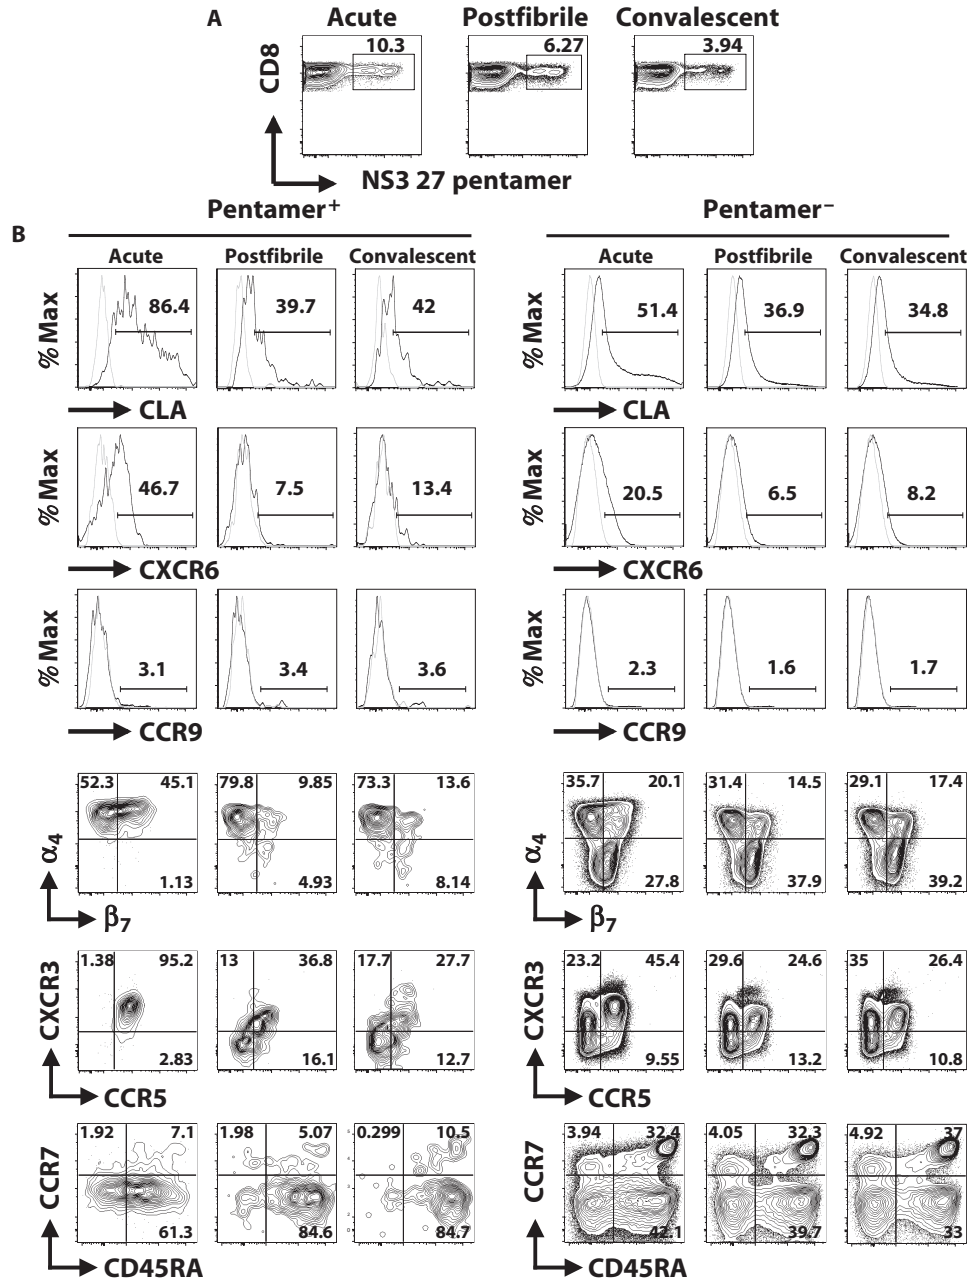 A
Acute Postfibrile Convalescent
10.3 6.27 3.94
CD8
NS3 27 pentamer
Pentamer+ Pentamer−
B
Acute Postfibrile Convalescent Acute Postfibrile Convalescent
% Max 86.4 39.7 42 % Max 51.4 36.9 34.8
CLA CLA
% Max 46.7 7.5 13.4 % Max 20.5 6.5 8.2
CXCR6 CXCR6
% Max 3.1 3.4 3.6 % Max 2.3 1.6 1.7
CCR9 CCR9
52.3 45.1 79.8 9.85 73.3 13.6 35.7 20.1 31.4 14.5 29.1 17.4
α4 α4
1.13 4.93 8.14 27.8 37.9 39.2
β7 β7
1.38 95.2 13 36.8 17.7 27.7 23.2 45.4 29.6 24.6 35 26.4
CXCR3 CXCR3
2.83 16.1 12.7 9.55 13.2 10.8
CCR5 CCR5
1.92 7.1 1.98 5.07 0.299 10.5 3.94 32.4 4.05 32.3 4.92 37
CCR7 CCR7
61.3 84.6 84.7 42.1 39.7 33
CD45RA CD45RA